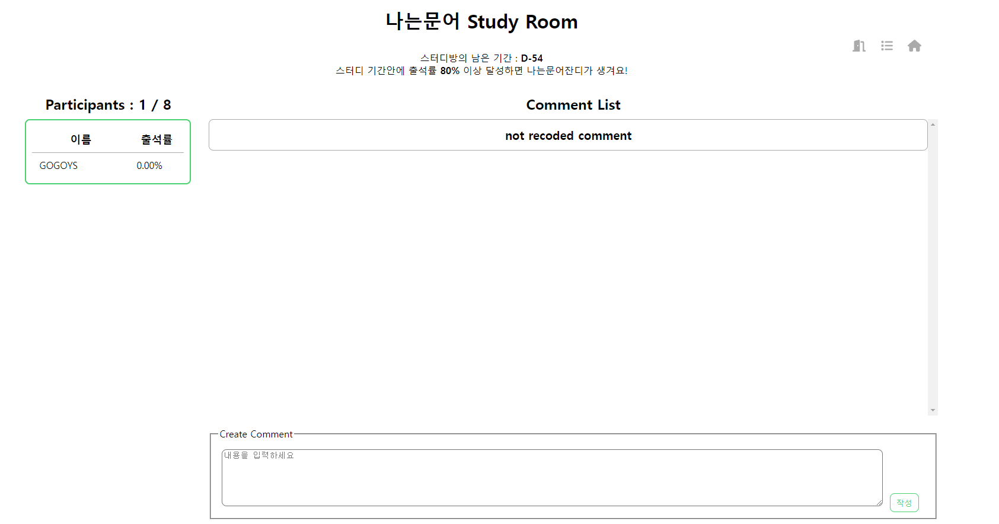 나는문어 Study Room
스터디방의 남은 기간 : D-54
스터디 기간안에 출석률 80% 이상 달성하면 나는문어잔디가 생겨요!
Participants : 1 / 8
이름 출석률
GOGOYS 0.00%
Comment List
not recoded comment
Create Comment
내용을 입력하세요
작성